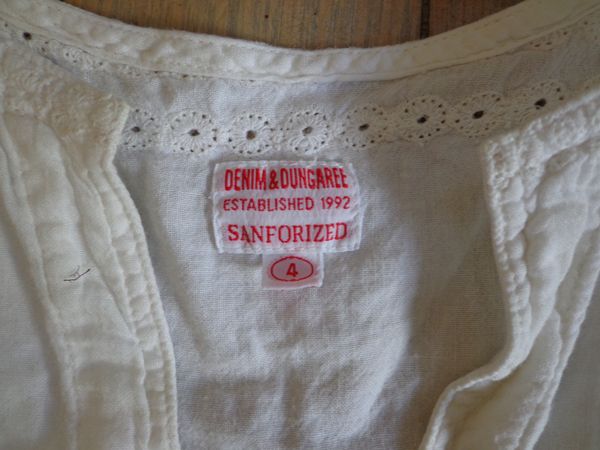 DENIM & DUNGAREE
ESTABLISHED 1992
SANFORIZED
4